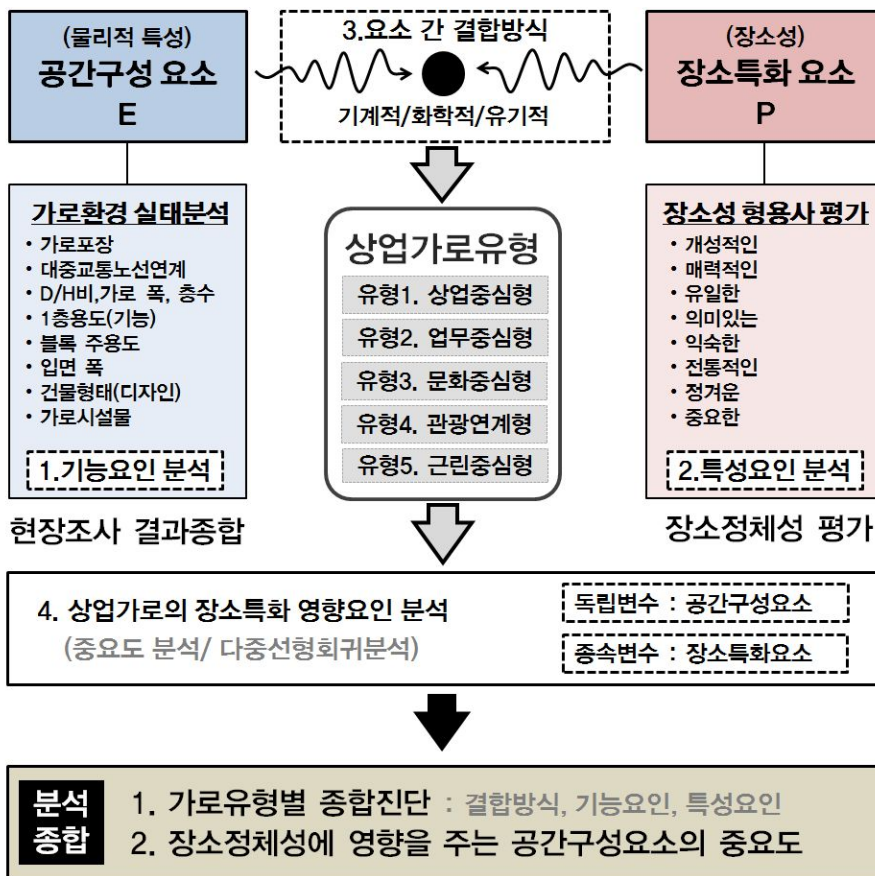 (물리적 특성)
공간구성 요소
E
3.요소 간 결합방식
기계적/화학적/유기적
(장소성)
장소특화 요소
P
가로환경 실태분석
• 가로포장
• 대중교통노선연계
• D/H비,가로 폭, 층수
• 1층용도(기능)
• 블록 주용도
• 입면 폭
• 건물형태(디자인)
• 가로시설물
1.기능요인 분석
현장조사 결과종합
상업가로유형
유형1. 상업중심형
유형2. 업무중심형
유형3. 문화중심형
유형4. 관광연계형
유형5. 근린중심형
장소성 형용사 평가
• 개성적인
• 매력적인
• 유일한
• 의미있는
• 익숙한
• 전통적인
• 정겨운
• 중요한
2.특성요인 분석
장소정체성 평가
4. 상업가로의 장소특화 영향요인 분석
(중요도 분석/ 다중선형회귀분석)
독립변수 : 공간구성요소
종속변수 : 장소특화요소
분석
종합
1. 가로유형별 종합진단 : 결합방식, 기능요인, 특성요인
2. 장소정체성에 영향을 주는 공간구성요소의 중요도